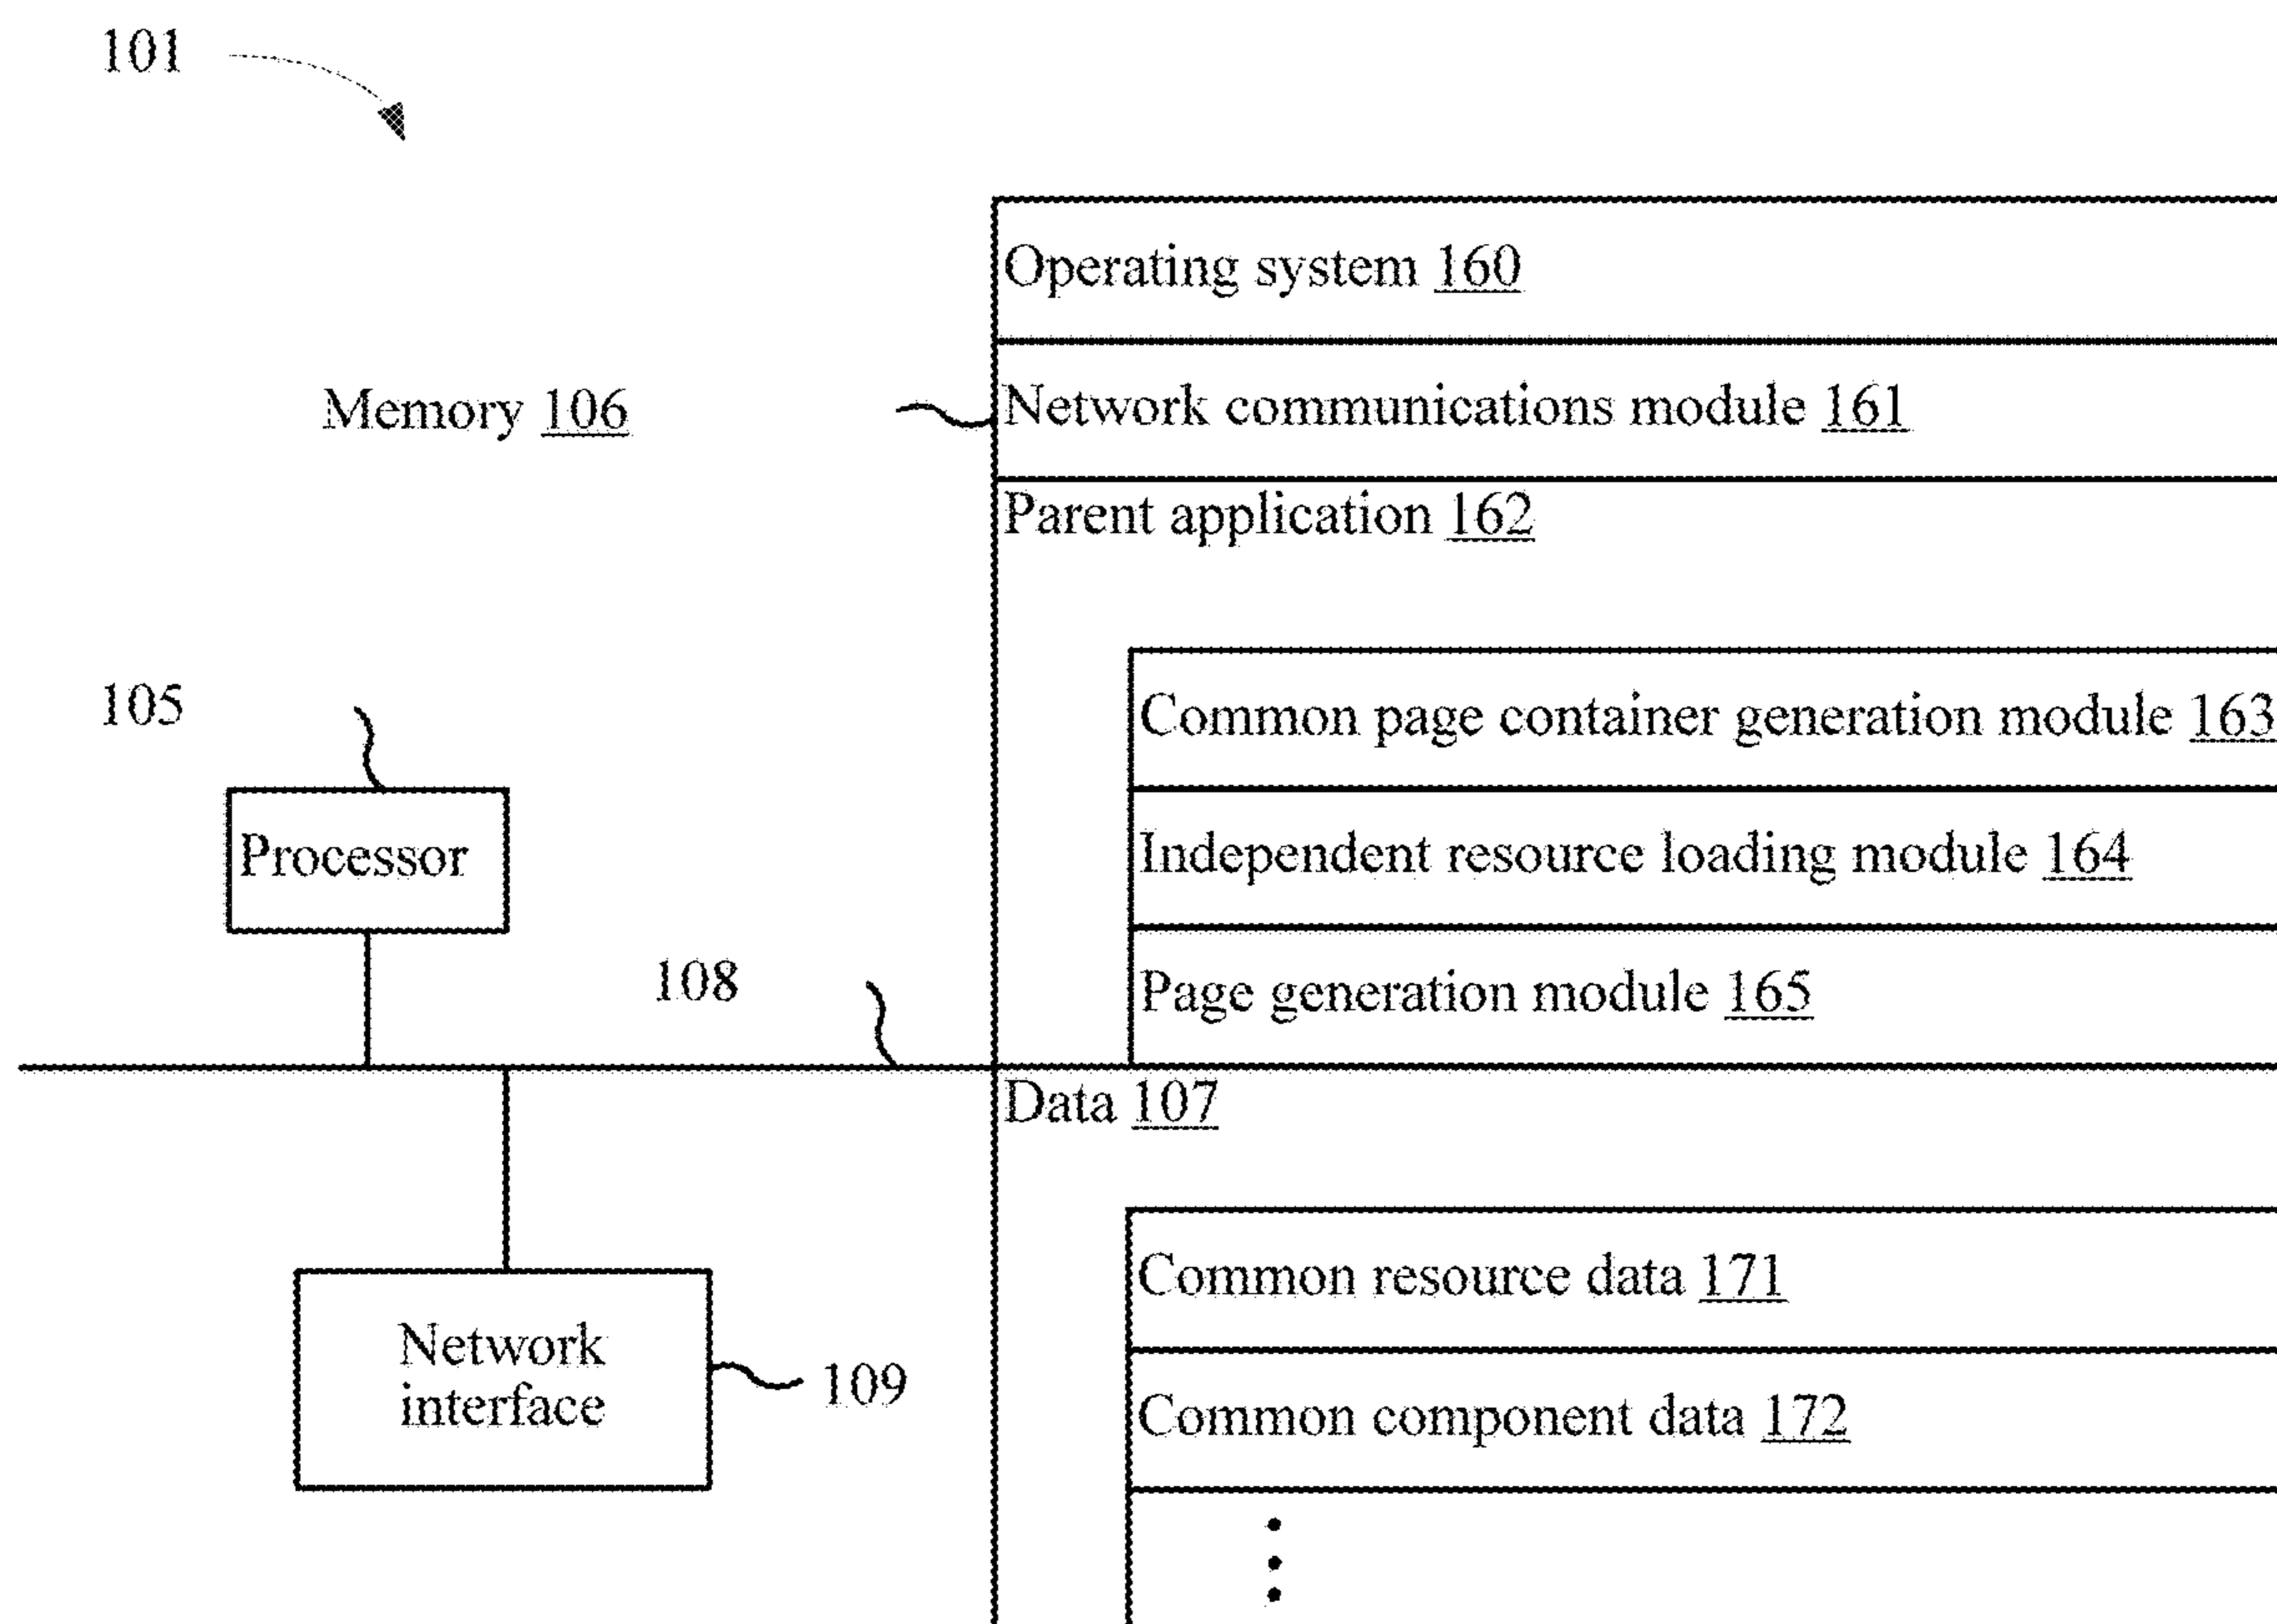 101
Operating system 160
Memory 106
Network communications module 161
Parent application 162
105
Common page container generation module 163
Processor
Independent resource loading module 164
108
Page generation module 165
Data 107
Common resource data 171
Network
interface
109
Common component data 172